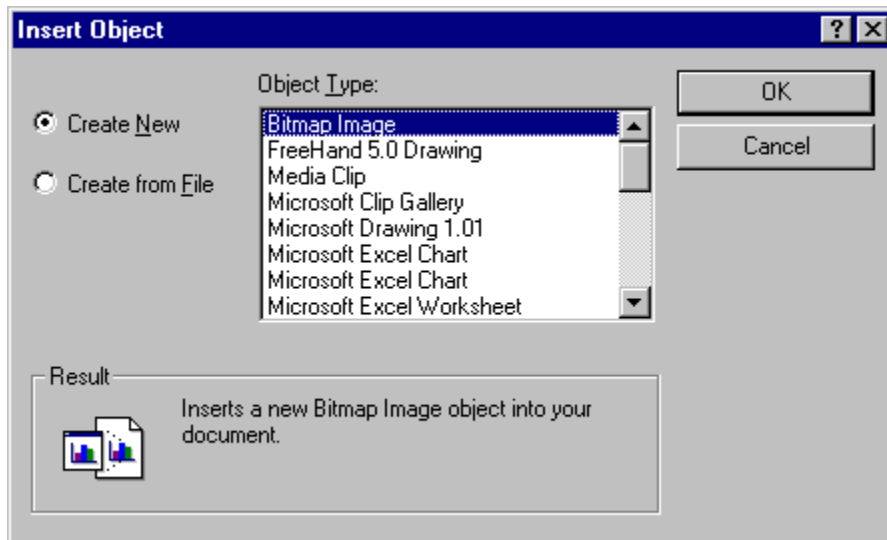 Insert Object
Object Type:
Create New
Create from File
Bitmap Image
FreeHand 5.0 Drawing
Media Clip
Microsoft Clip Gallery
Microsoft Drawing 1.01
Microsoft Excel Chart
Microsoft Excel Chart
Microsoft Excel Worksheet
OK
Cancel
Result
Inserts a new Bitmap Image object into your
document.